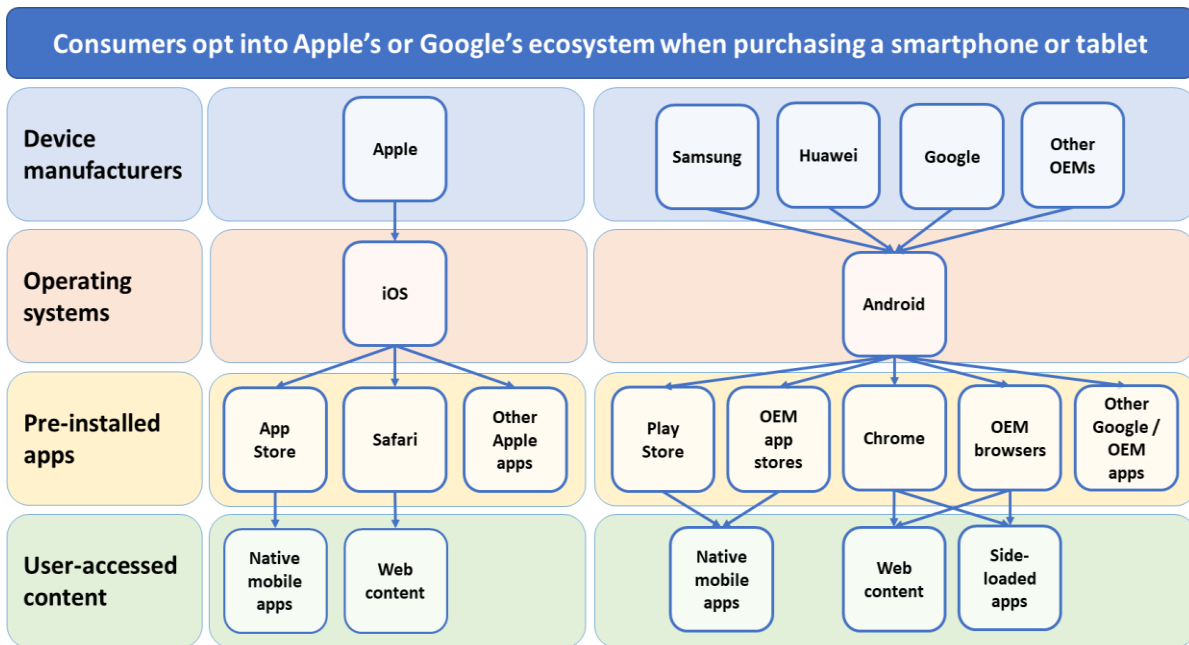 Consumers opt into Apple's or Google's ecosystem when purchasing a smartphone or tablet
Device
manufacturers
Apple
Samsung
Huawei
Google
Other
OEMs
Operating
systems
iOS
Android
Pre-installed
apps
App
Store
Safari
Other
Apple
apps
Play
Store
OEM
app
stores
Chrome
OEM
browsers
Other
Google /
OEM
apps
User-accessed
content
Native
mobile
apps
Web
content
Native
mobile
apps
Web
content
Side-
loaded
apps